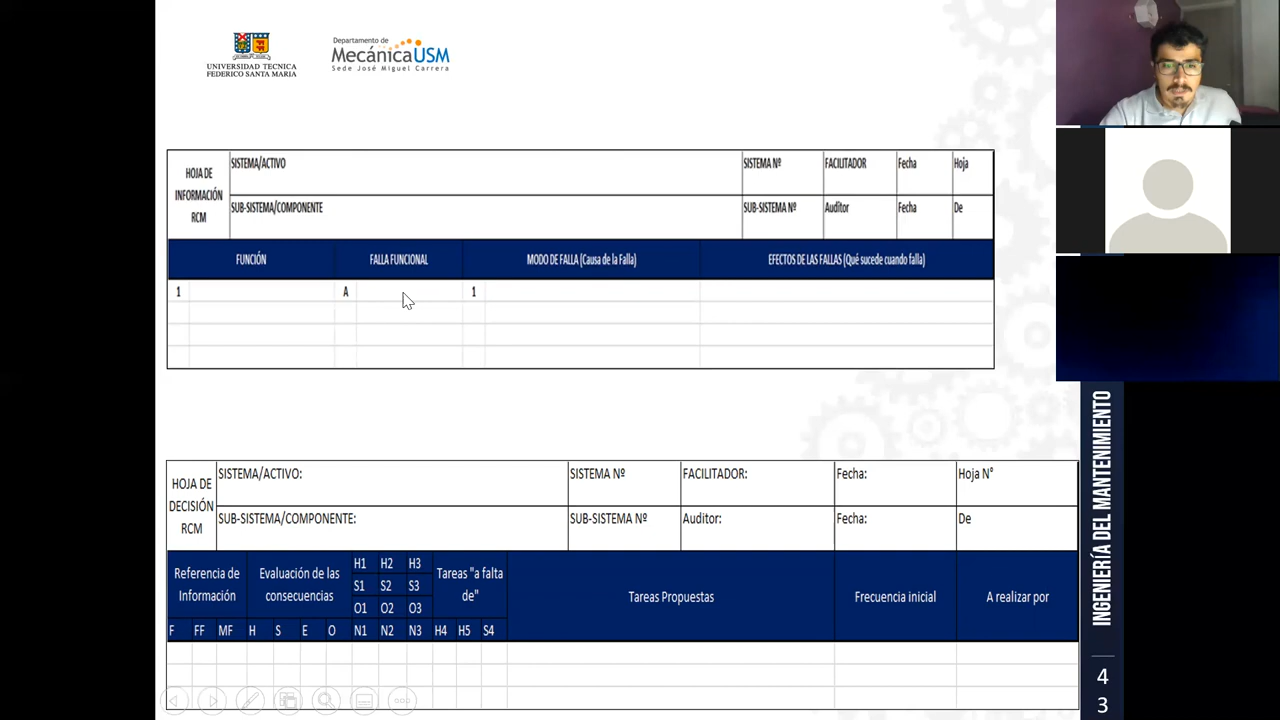 UNIVERSIDAD TECNICA
FEDERICO SANTA MARIA
Departamento de
MecánicaUSM
Sede José Miguel Carrera
HOJA DE
INFORMACIÓN
RCM
SISTEMA/ACTIVO
SISTEMA Nº
FACILITADOR
Fecha
Hoja
SUB-SISTEMA/COMPONENTE
SUB-SISTEMA Nº
Auditor
Fecha
De
FUNCIÓN
FALLA FUNCIONAL
MODO DE FALLA (Causa de la Falla)
EFECTOS DE LAS FALLAS (Qué sucede cuando falla)
1
A
1
HOJA DE
DECISIÓN
RCM
SISTEMA/ACTIVO:
SISTEMA Nº
FACILITADOR:
Fecha:
Hoja N°
SUB-SISTEMA/COMPONENTE:
SUB-SISTEMA Nº
Auditor:
Fecha:
De
Referencia de
Información
Evaluación de las
consecuencias
H1 H2 H3
S1 S2 S3
O1 O2 O3
Tareas "a falta
de"
Tareas Propuestas
Frecuencia inicial
A realizar por
F FF MF H S E O N1 N2 N3 H4 H5 S4
INGENIERÍA DEL MANTENIMIENTO
4
3